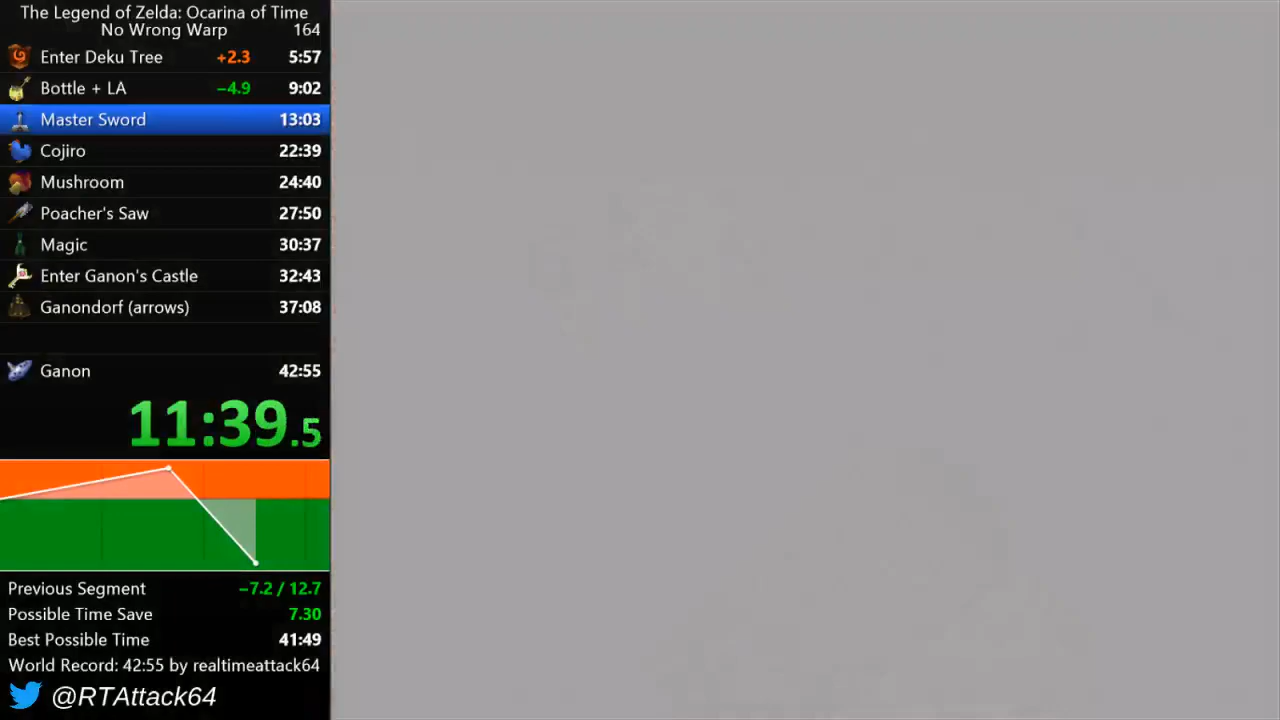 The Legend of Zelda: Ocarina of Time
No Wrong Warp 164
Enter Deku Tree +2.3 5:57
Bottle + LA −4.9 9:02
Master Sword 13:03
Cojiro 22:39
Mushroom 24:40
Poacher's Saw 27:50
Magic 30:37
Enter Ganon's Castle 32:43
Ganondorf (arrows) 37:08
Ganon 42:55
11:39.5
Previous Segment −7.2 / 12.7
Possible Time Save 7.30
Best Possible Time 41:49
World Record: 42:55 by realtimeattack64
@RTAttack64